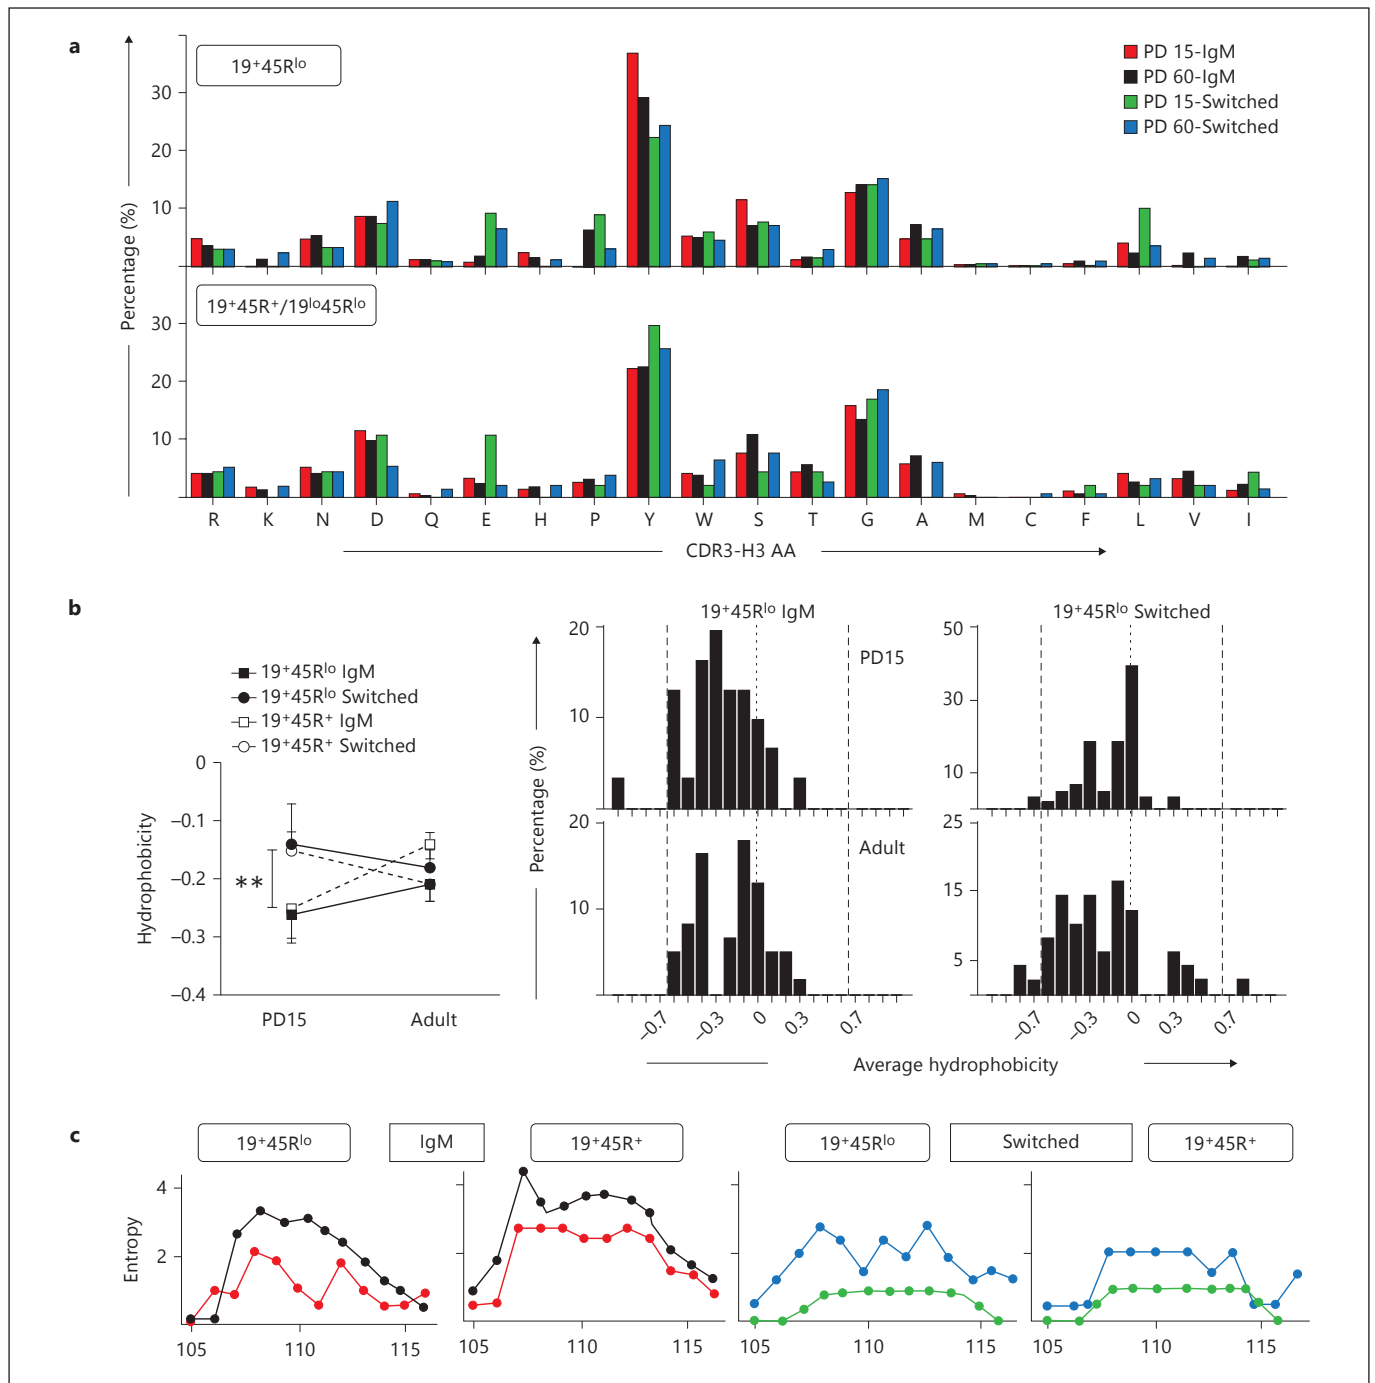 a
19+45Rlo
PD 15-IgM
PD 60-IgM
PD 15-Switched
PD 60-Switched
Percentage (%)
30
20
10
19+45R+/19lo45Rlo
30
20
10
R K N D Q E H P Y W S T G A M C F L V I
CDR3-H3 AA
b
19+45Rlo IgM
19+45Rlo Switched
19+45R+ IgM
19+45R+ Switched
Hydrophobicity
0
–0.1
–0.2
–0.3
–0.4
**
PD15 Adult
Percentage (%)
19+45Rlo IgM
19+45Rlo Switched
20
10
PD15
50
30
10
20
10
Adult
25
15
5
–0.7 –0.3 0 0.3 0.7
–0.7 –0.3 0 0.3 0.7
Average hydrophobicity
c
19+45Rlo
IgM
19+45R+
19+45Rlo
Switched
19+45R+
Entropy
4
2
105 110 115
105 110 115
105 110 115
105 110 115